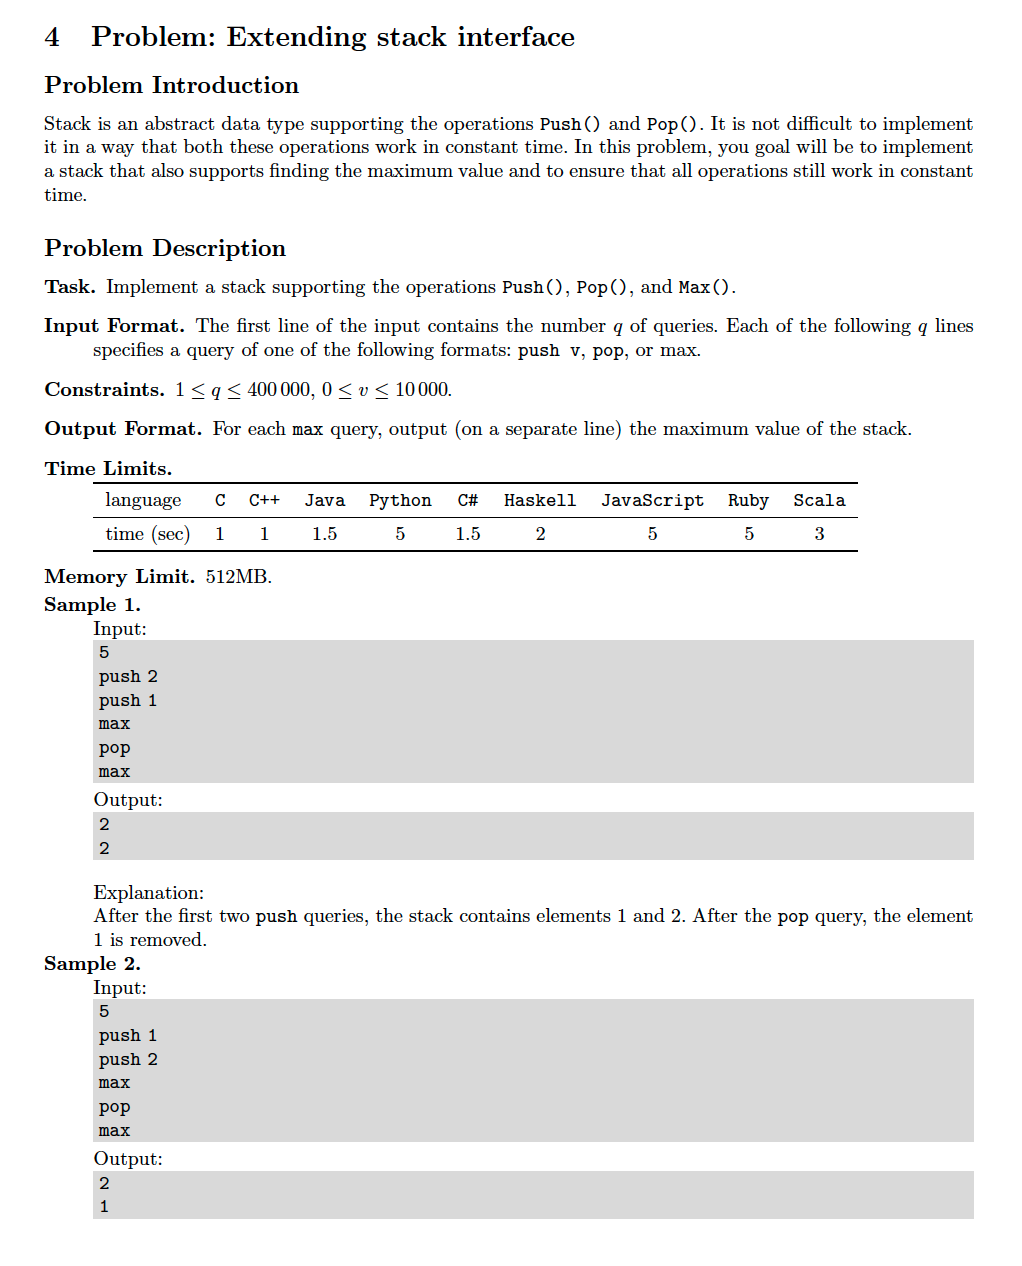 4 Problem: Extending stack interface
Problem Introduction
Stack is an abstract data type supporting the operations Push() and Pop(). It is not difficult to implement
it in a way that both these operations work in constant time. In this problem, you goal will be to implement
a stack that also supports finding the maximum value and to ensure that all operations still work in constant
time.
Problem Description
Task. Implement a stack supporting the operations Push(), Pop(), and Max().
Input Format. The first line of the input contains the number q of queries. Each of the following q lines
specifies a query of one of the following formats: push v, pop, or max.
Constraints. 1 ≤ q ≤ 400 000, 0 ≤ v ≤ 10 000.
Output Format. For each max query, output (on a separate line) the maximum value of the stack.
Time Limits.
language C C++ Java Python C# Haskell JavaScript Ruby Scala
time (sec) 1 1 1.5 5 1.5 2 5 5 3
Memory Limit. 512MB.
Sample 1.
Input:
5
push 2
push 1
max
pop
max
Output:
2
2
Explanation:
After the first two push queries, the stack contains elements 1 and 2. After the pop query, the element
1 is removed.
Sample 2.
Input:
5
push 1
push 2
max
pop
max
Output:
2
1